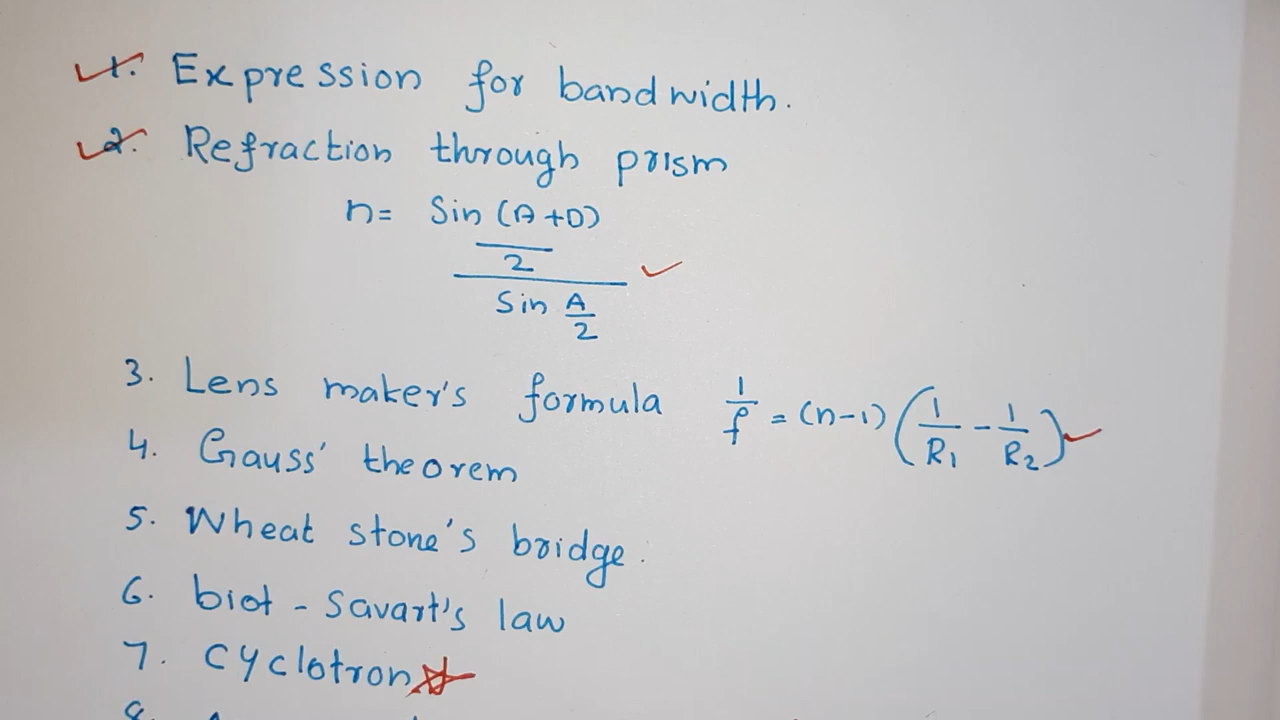 1. Expression for bandwidth.
2. Refraction through prism
n= Sin (A+D)
2
Sin A/2
3. Lens maker's formula 1/f = (n-1) (1/R1 - 1/R2)
4. Gauss' theorem
5. Wheat stone's bridge.
6. biot - Savart's law
7. Cyclotron
8.